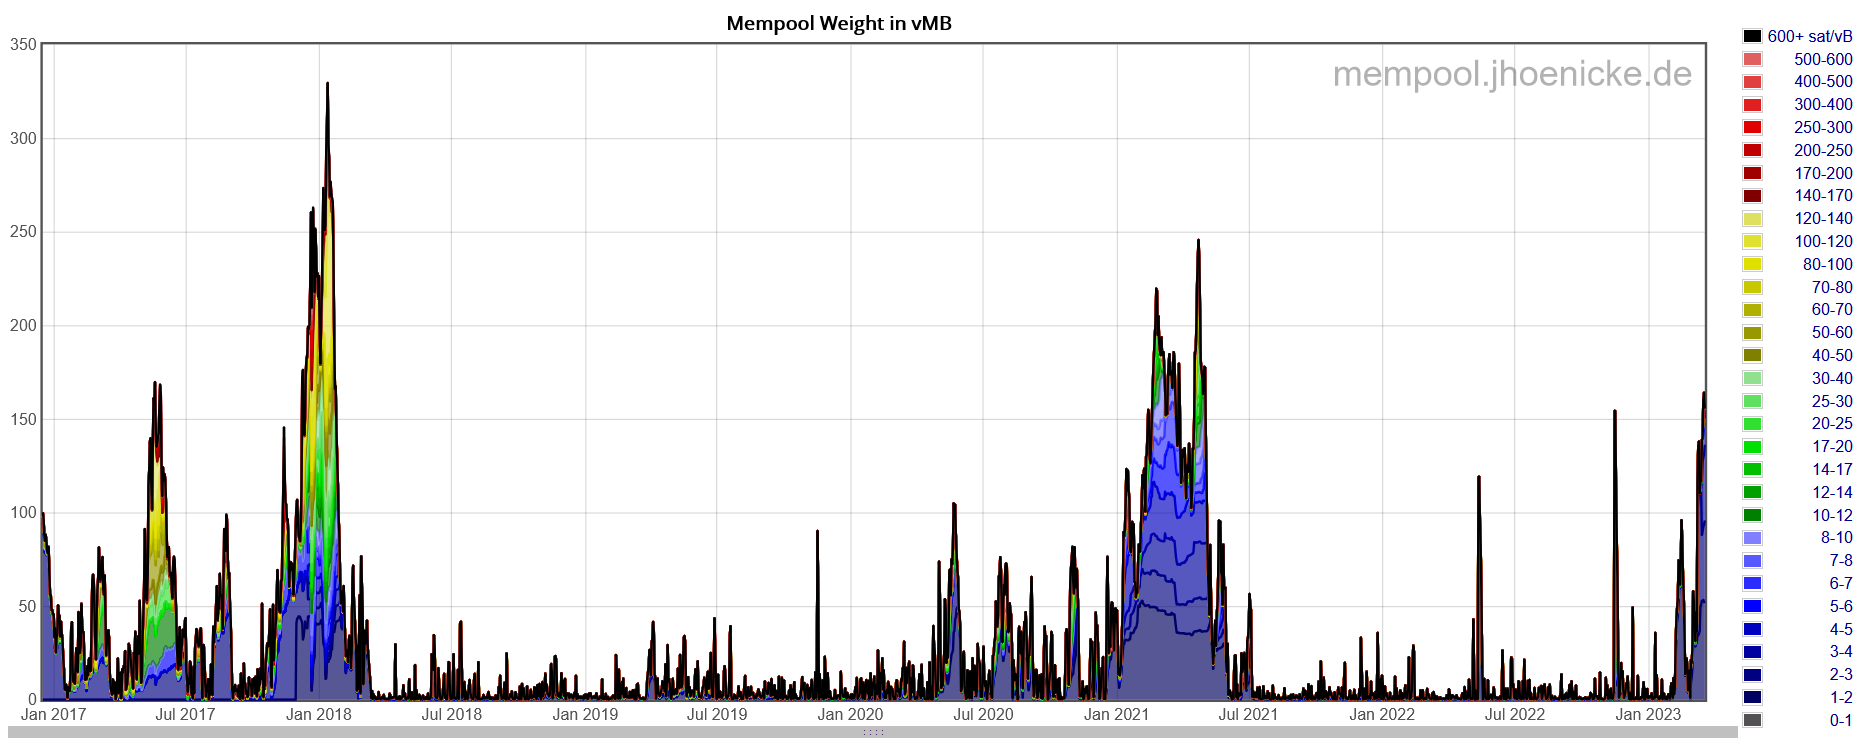 Mempool Weight in vMB
mempool.jhoenicke.de
350
300
250
200
150
100
50
0
Jan 2017
Jul 2017
Jan 2018
Jul 2018
Jan 2019
Jul 2019
Jan 2020
Jul 2020
Jan 2021
Jul 2021
Jan 2022
Jul 2022
Jan 2023
600+ sat/vB
500-600
400-500
300-400
250-300
200-250
170-200
140-170
120-140
100-120
80-100
70-80
60-70
50-60
40-50
30-40
25-30
20-25
17-20
14-17
12-14
10-12
8-10
7-8
6-7
5-6
4-5
3-4
2-3
1-2
0-1